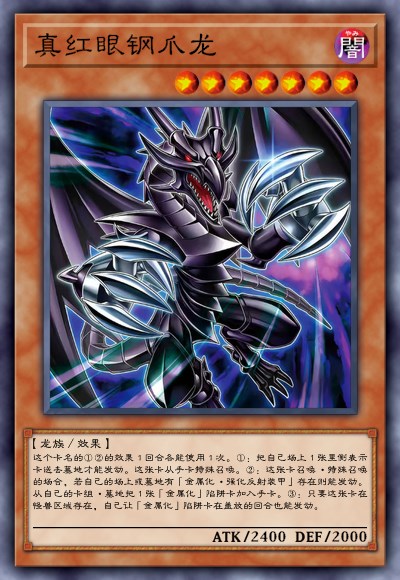 真红眼钢爪龙
やみ
闇
【龙族／效果】
这个卡名的①②的效果1回合各能使用1次。①：把自己场上1张里侧表示
卡送去墓地才能发动。这张卡从手卡特殊召唤。②：这张卡召唤·特殊召唤
的场合，若自己的场上或墓地有「金属化·强化反射装甲」存在则能发动。
从自己的卡组·墓地把1张「金属化」陷阱卡加入手卡。③：只要这张卡在
怪兽区域存在，自己让「金属化」陷阱卡在盖放的回合也能发动。
ATK/2400 DEF/2000